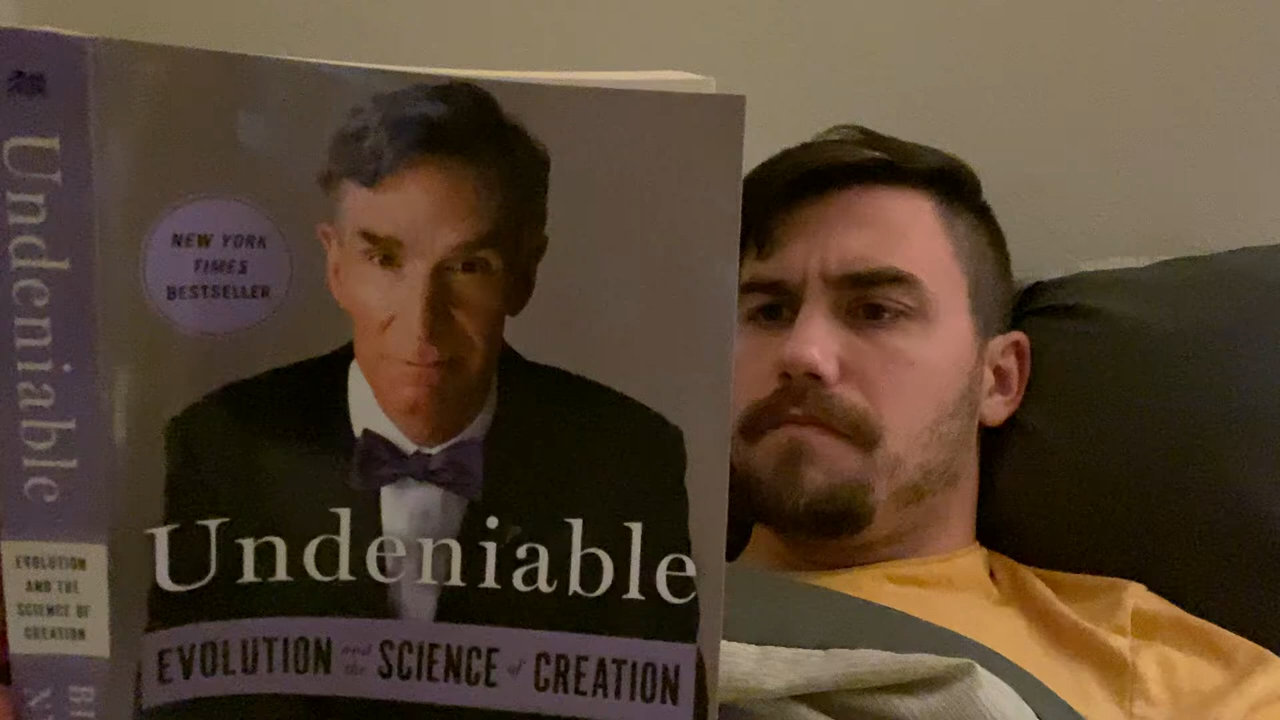 Undeniable
EVOLUTION
AND THE
SCIENCE OF
CREATION
NEW YORK
TIMES
BESTSELLER
Undeniable
EVOLUTION and the SCIENCE of CREATION